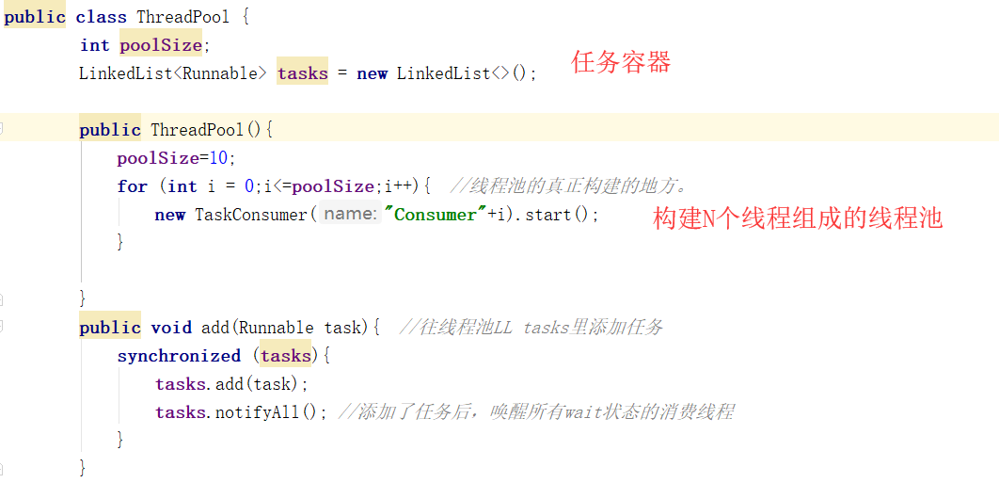 public class ThreadPool {
int poolSize;
LinkedList<Runnable> tasks = new LinkedList<>();
任务容器
public ThreadPool(){
poolSize=10;
for (int i = 0;i<=poolSize;i++){ //线程池的真正构建的地方。
new TaskConsumer( name: "Consumer"+i).start();
构建N个线程组成的线程池
}
}
public void add(Runnable task){ //往线程池LL tasks里添加任务
synchronized (tasks){
tasks.add(task);
tasks.notifyAll(); //添加了任务后，唤醒所有wait状态的消费线程
}
}